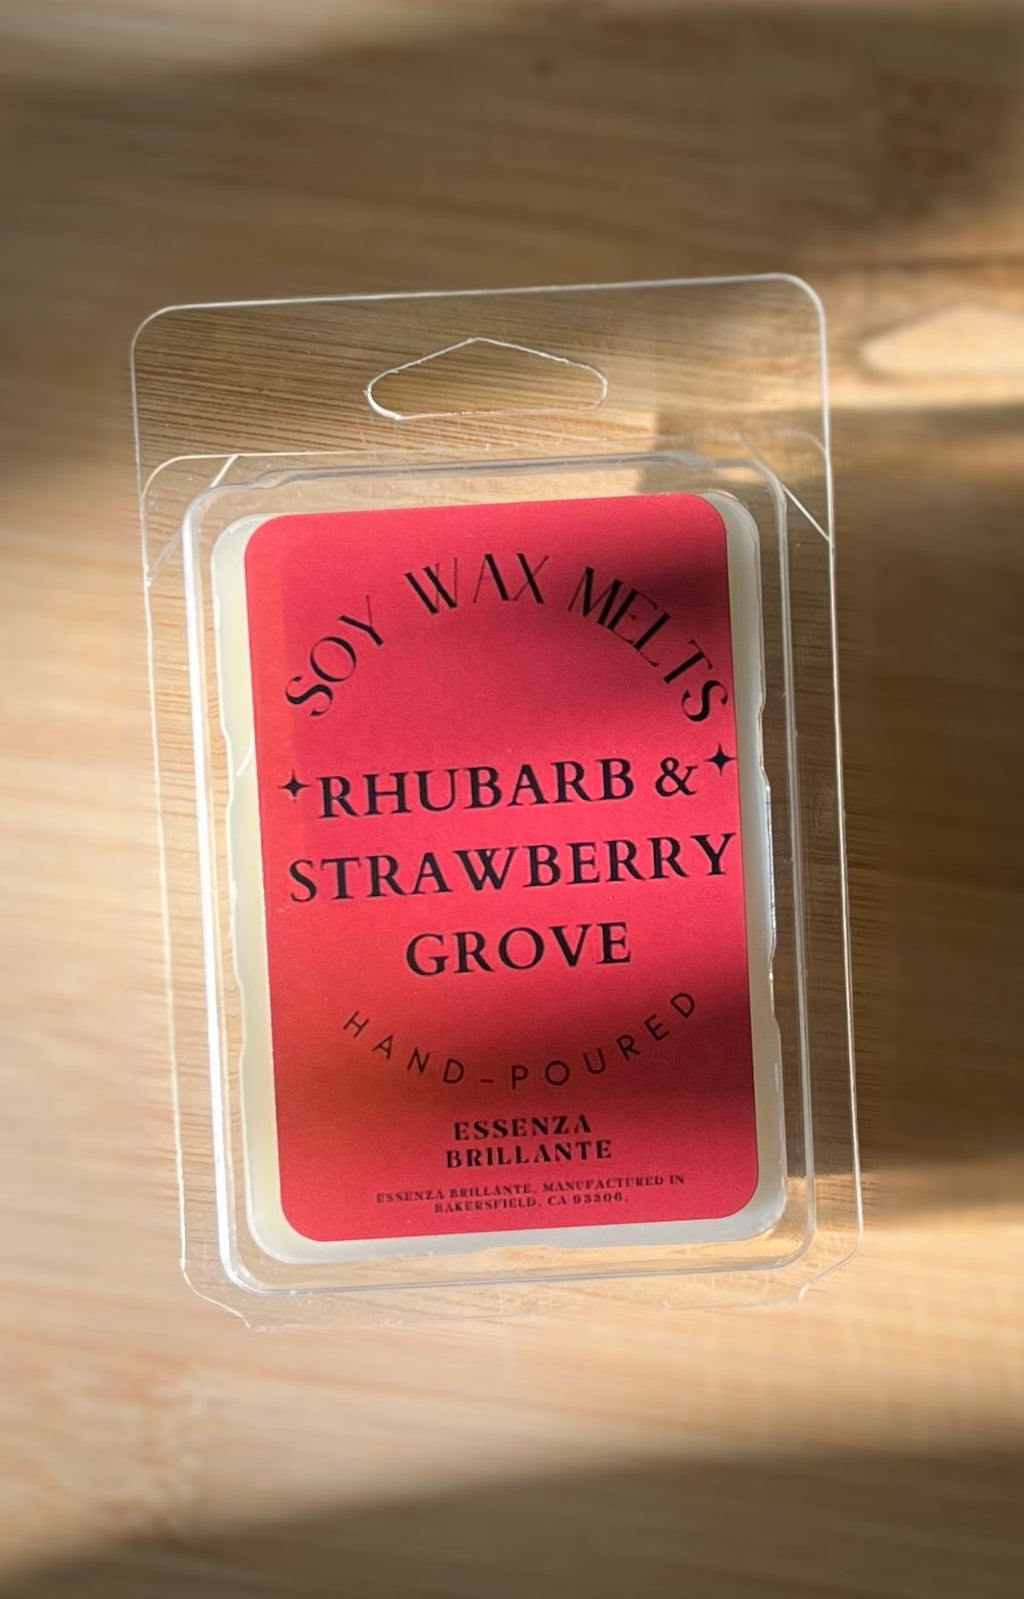 SOY WAX MELTS
RHUBARB &
STRAWBERRY
GROVE
HAND-POURED
ESSENZA
BRILLANTE
ESSENZA BRILLANTE, MANUFACTURED IN
BAKERSFIELD, CA 93306,